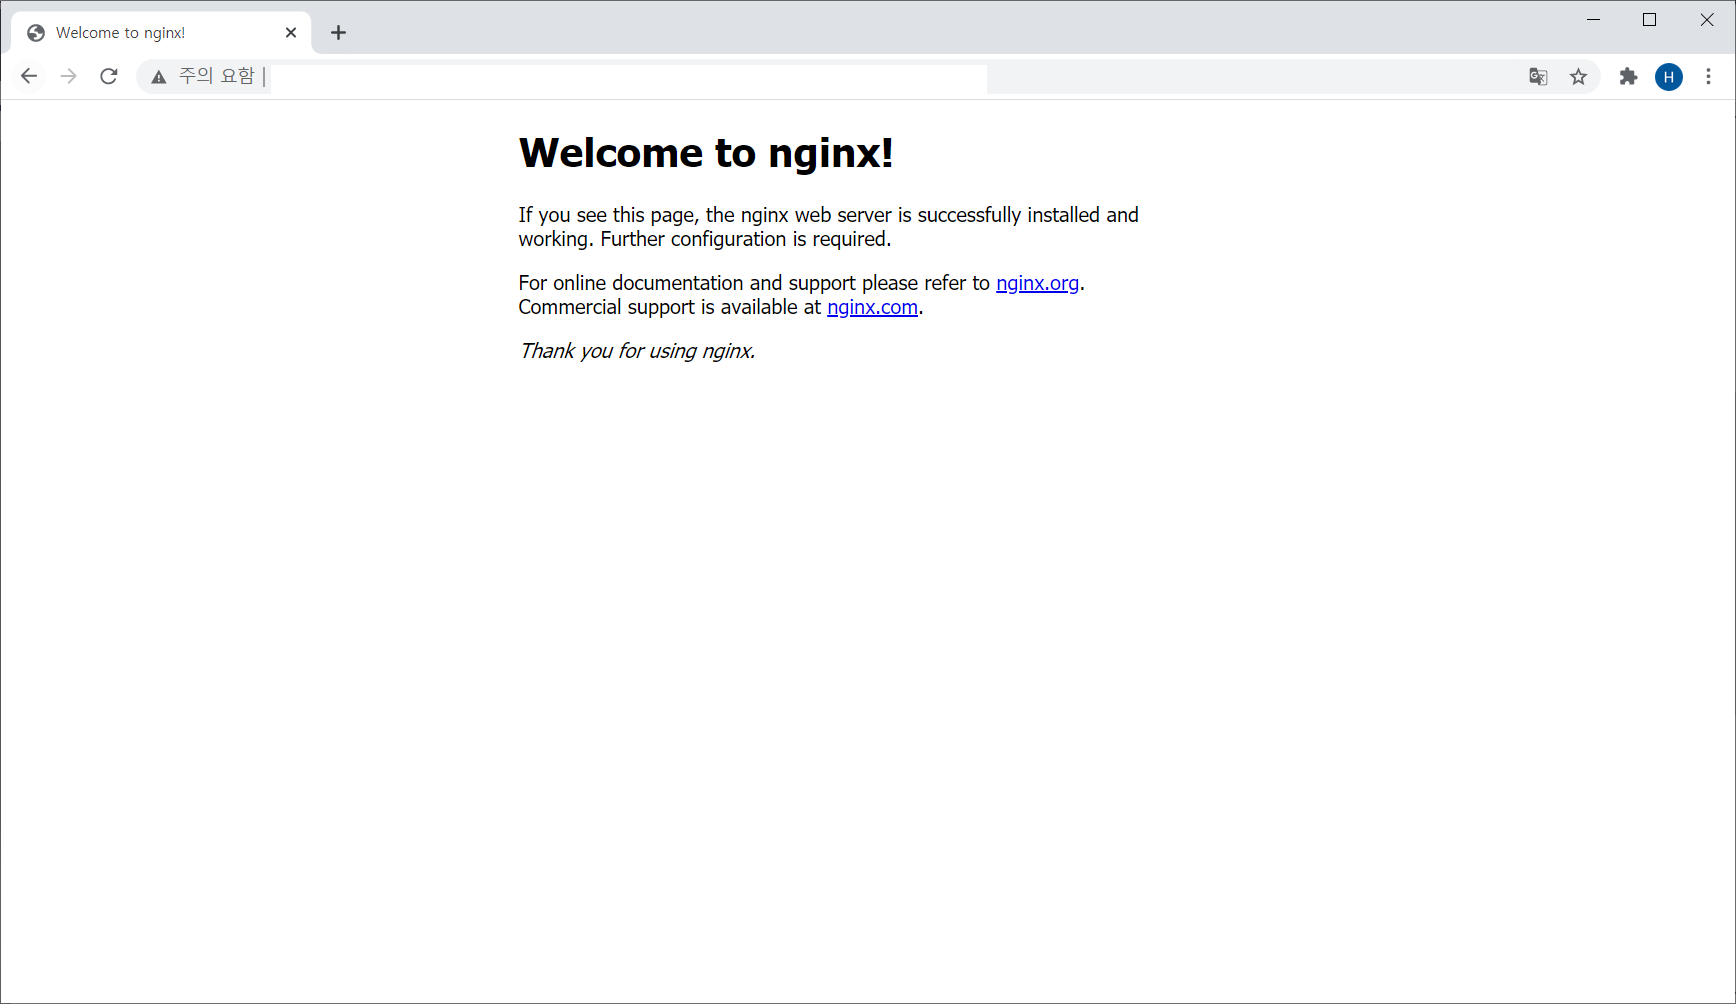 Welcome to nginx!
주의 요함 |
H
Welcome to nginx!
If you see this page, the nginx web server is successfully installed and
working. Further configuration is required.
For online documentation and support please refer to nginx.org.
Commercial support is available at nginx.com.
Thank you for using nginx.